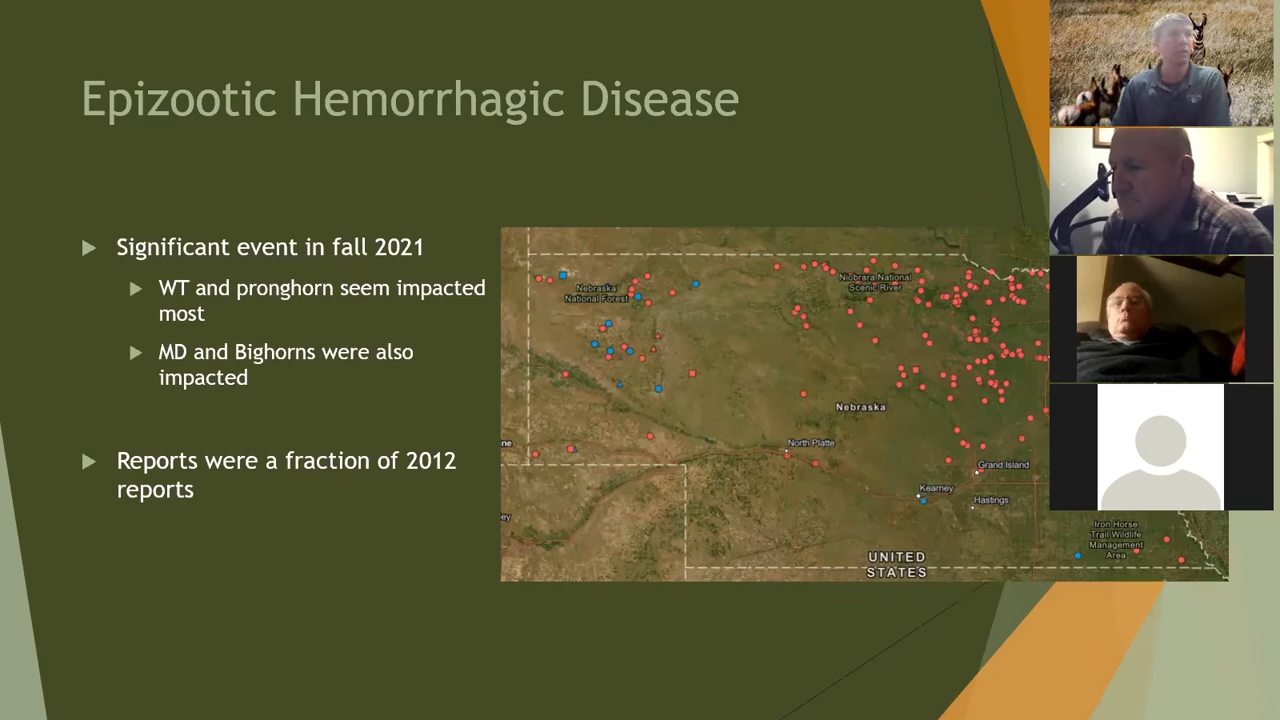 Epizootic Hemorrhagic Disease
Significant event in fall 2021
WT and pronghorn seem impacted
most
MD and Bighorns were also
impacted
Reports were a fraction of 2012
reports
Nebraska
National Forest
Niobrara National
Scenic River
Nebraska
ne
North Platte
Grand Island
Kearney
Hastings
ey
Iron Horse
Trail Wildlife
Management
Area
UNITED
STATES